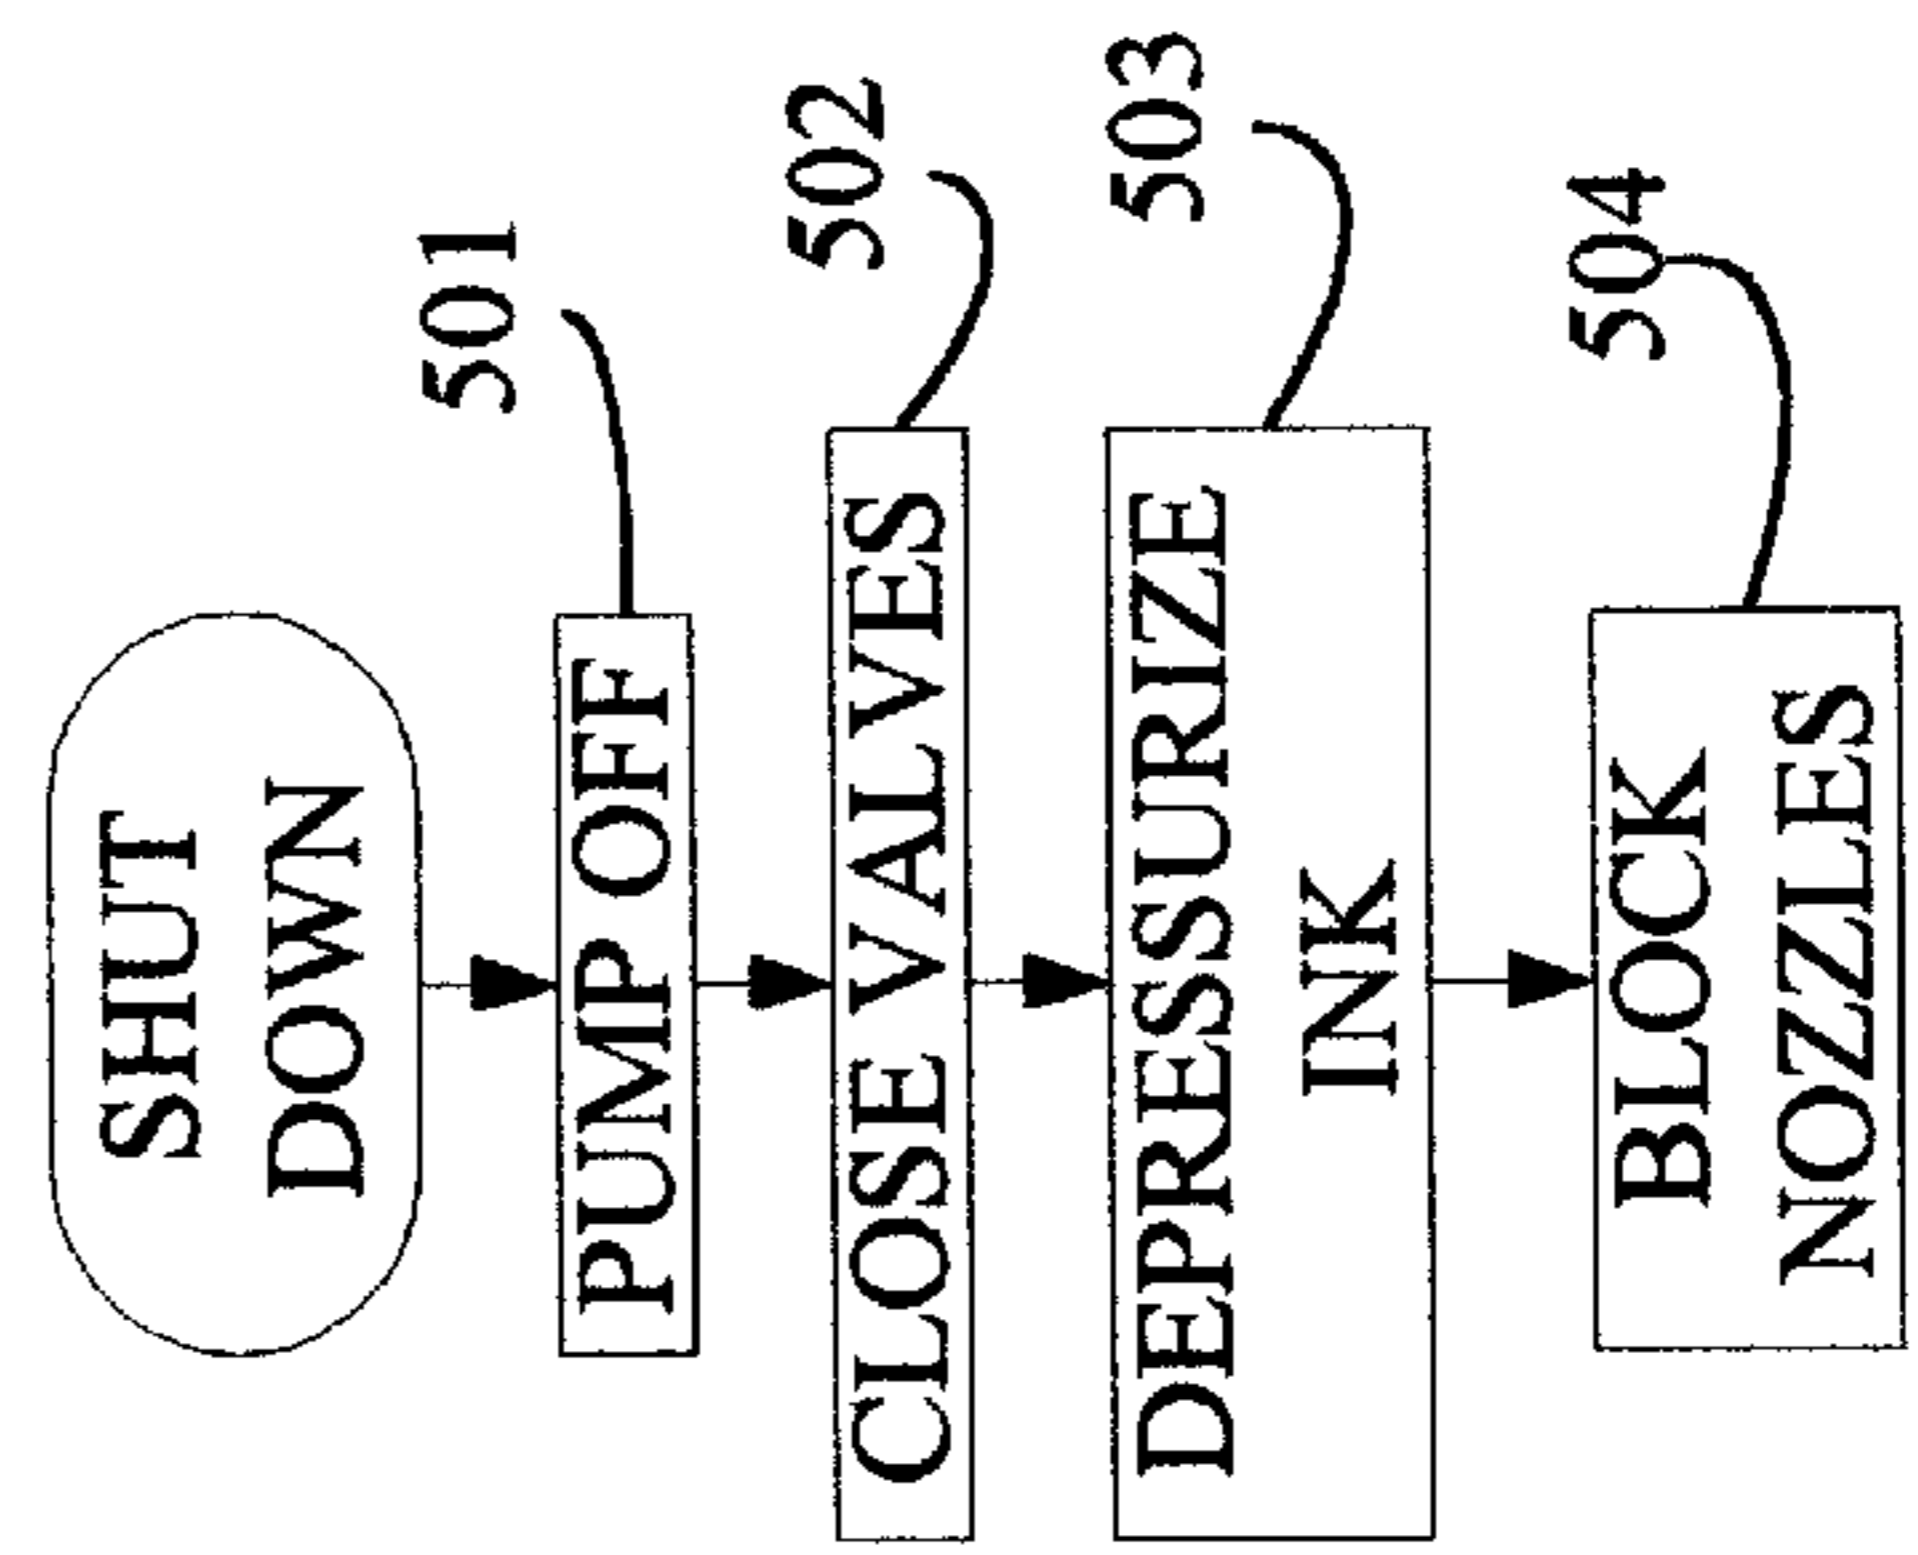 SHUT
DOWN
501
PUMP OFF
502
CLOSE VALVES
503
DEPRESSURIZE
INK
504
BLOCK
NOZZLES